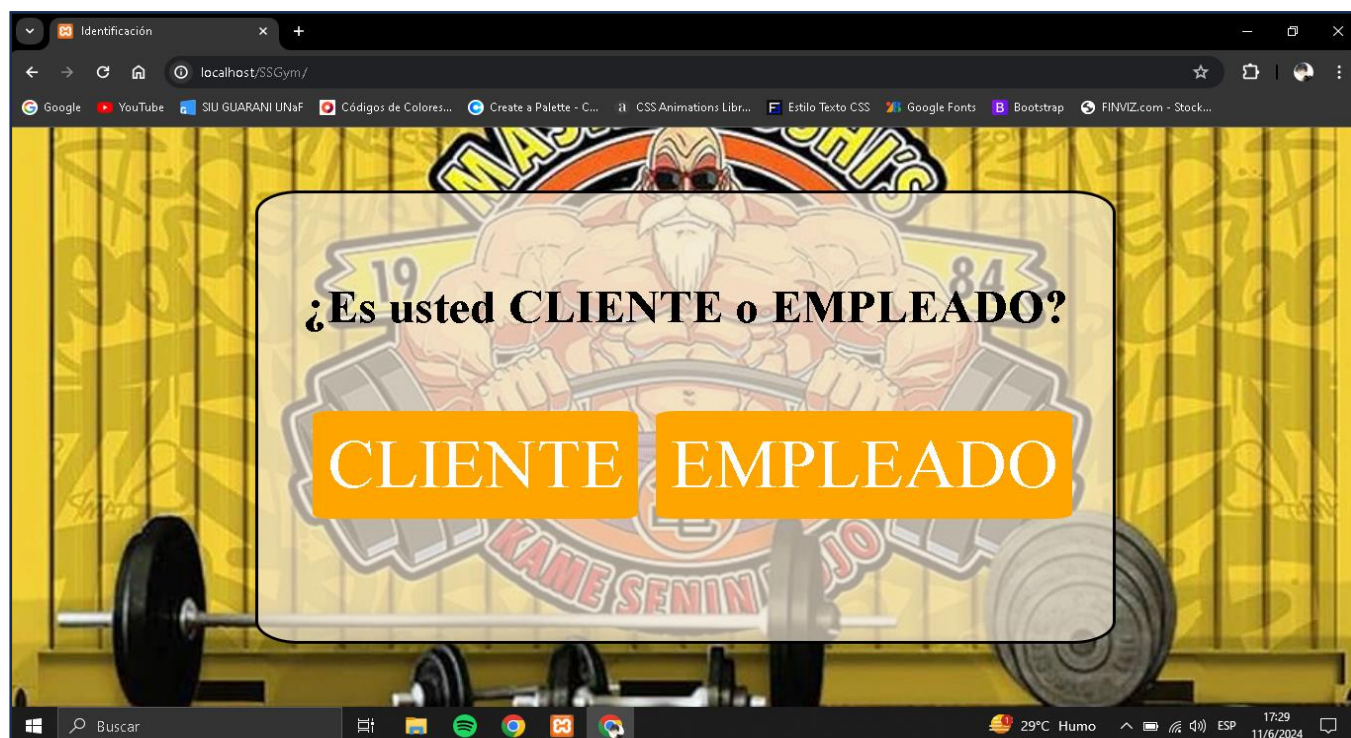 Identificación
localhost/SSGym/
Google YouTube SIU GUARANI UNaF Códigos de Colores... Create a Palette - C... CSS Animations Libr... Estilo Texto CSS Google Fonts Bootstrap FINVIZ.com - Stock...
19 84
¿Es usted CLIENTE o EMPLEADO?
CLIENTE EMPLEADO
KAME SENIN
Buscar 29°C Humo ESP 17:29
11/6/2024